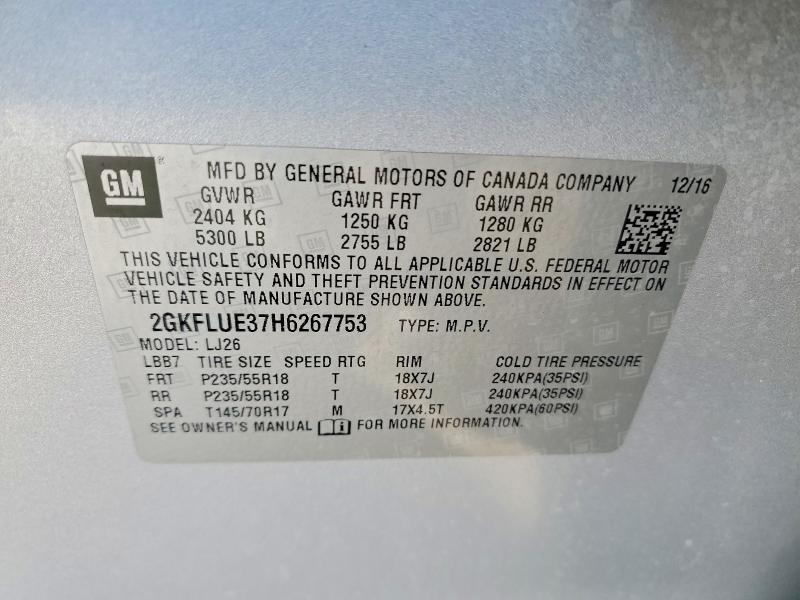 GM® MFD BY GENERAL MOTORS OF CANADA COMPANY 12/16
GVWR GAWR FRT GAWR RR
2404 KG 1250 KG 1280 KG
5300 LB 2755 LB 2821 LB
THIS VEHICLE CONFORMS TO ALL APPLICABLE U.S. FEDERAL MOTOR
VEHICLE SAFETY AND THEFT PREVENTION STANDARDS IN EFFECT ON
THE DATE OF MANUFACTURE SHOWN ABOVE.
2GKFLUE37H6267753 TYPE: M.P.V.
MODEL: LJ26
LBB7 TIRE SIZE SPEED RTG RIM COLD TIRE PRESSURE
FRT P235/55R18 T 18X7J 240KPA(35PSI)
RR P235/55R18 T 18X7J 240KPA(35PSI)
SPA T145/70R17 M 17X4.5T 420KPA(60PSI)
SEE OWNER'S MANUAL i FOR MORE INFORMATION.